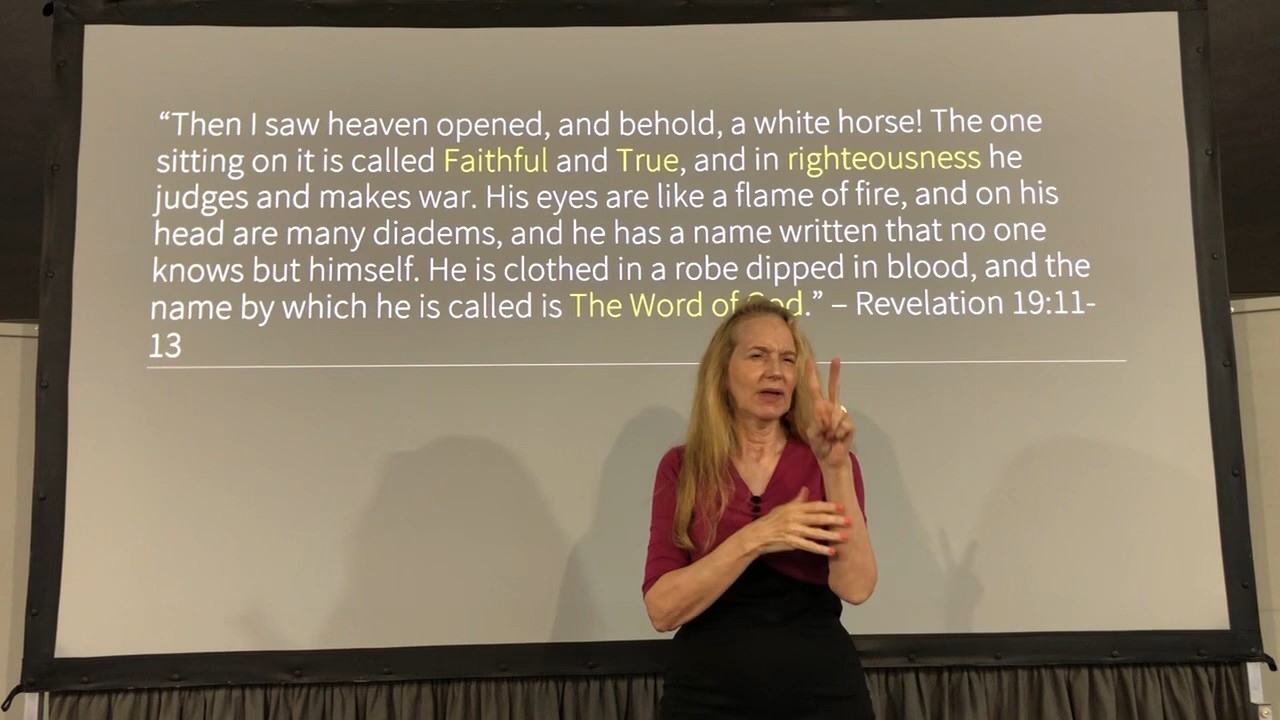 “Then I saw heaven opened, and behold, a white horse! The one
sitting on it is called Faithful and True, and in righteousness he
judges and makes war. His eyes are like a flame of fire, and on his
head are many diadems, and he has a name written that no one
knows but himself. He is clothed in a robe dipped in blood, and the
name by which he is called is The Word of God.” – Revelation 19:11-
13